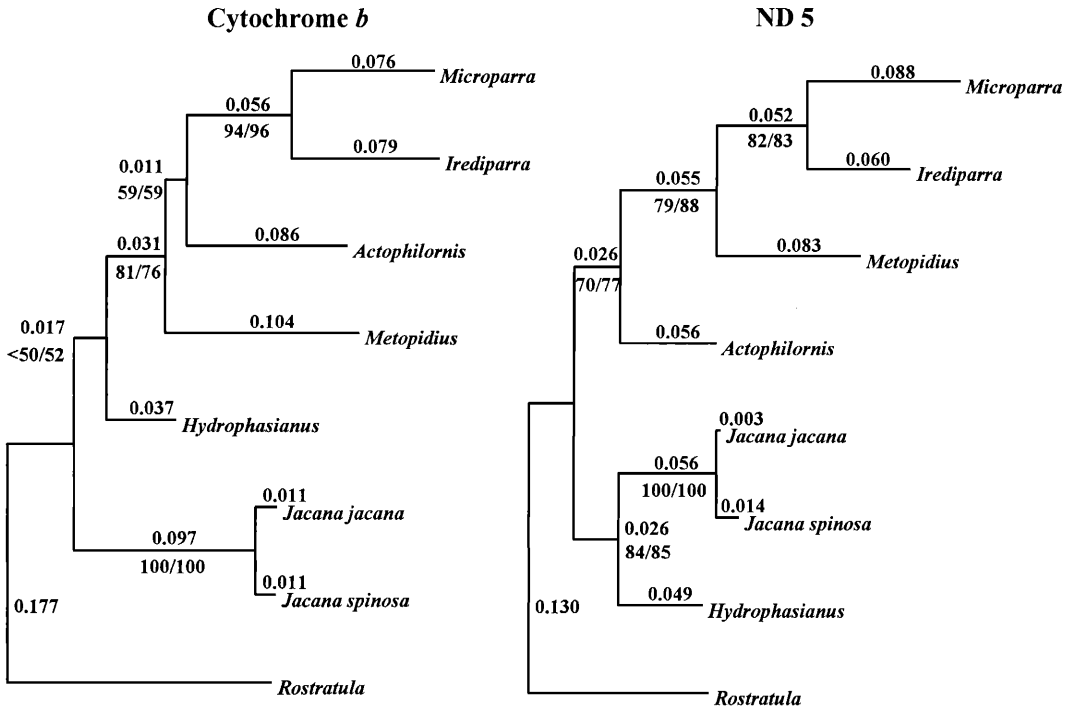 Cytochrome b
0.076
Microparra
0.056
94/96
0.079
Irediparra
0.011
59/59
0.086
Actophilornis
0.031
81/76
0.104
Metopidius
0.017
<50/52
0.037
Hydrophasianus
0.011
Jacana jacana
0.097
100/100
0.011
Jacana spinosa
0.177
Rostratula
ND 5
0.088
Microparra
0.052
82/83
0.060
Irediparra
0.055
79/88
0.083
Metopidius
0.026
70/77
0.056
Actophilornis
0.003
Jacana jacana
0.056
100/100
0.014
Jacana spinosa
0.026
84/85
0.049
Hydrophasianus
0.130
Rostratula